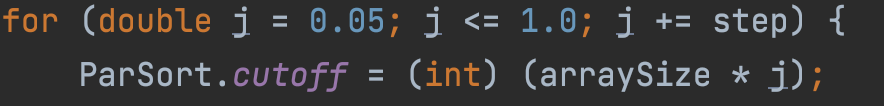 for (double j = 0.05; j <= 1.0; j += step) {
ParSort.cutoff = (int) (arraySize * j);